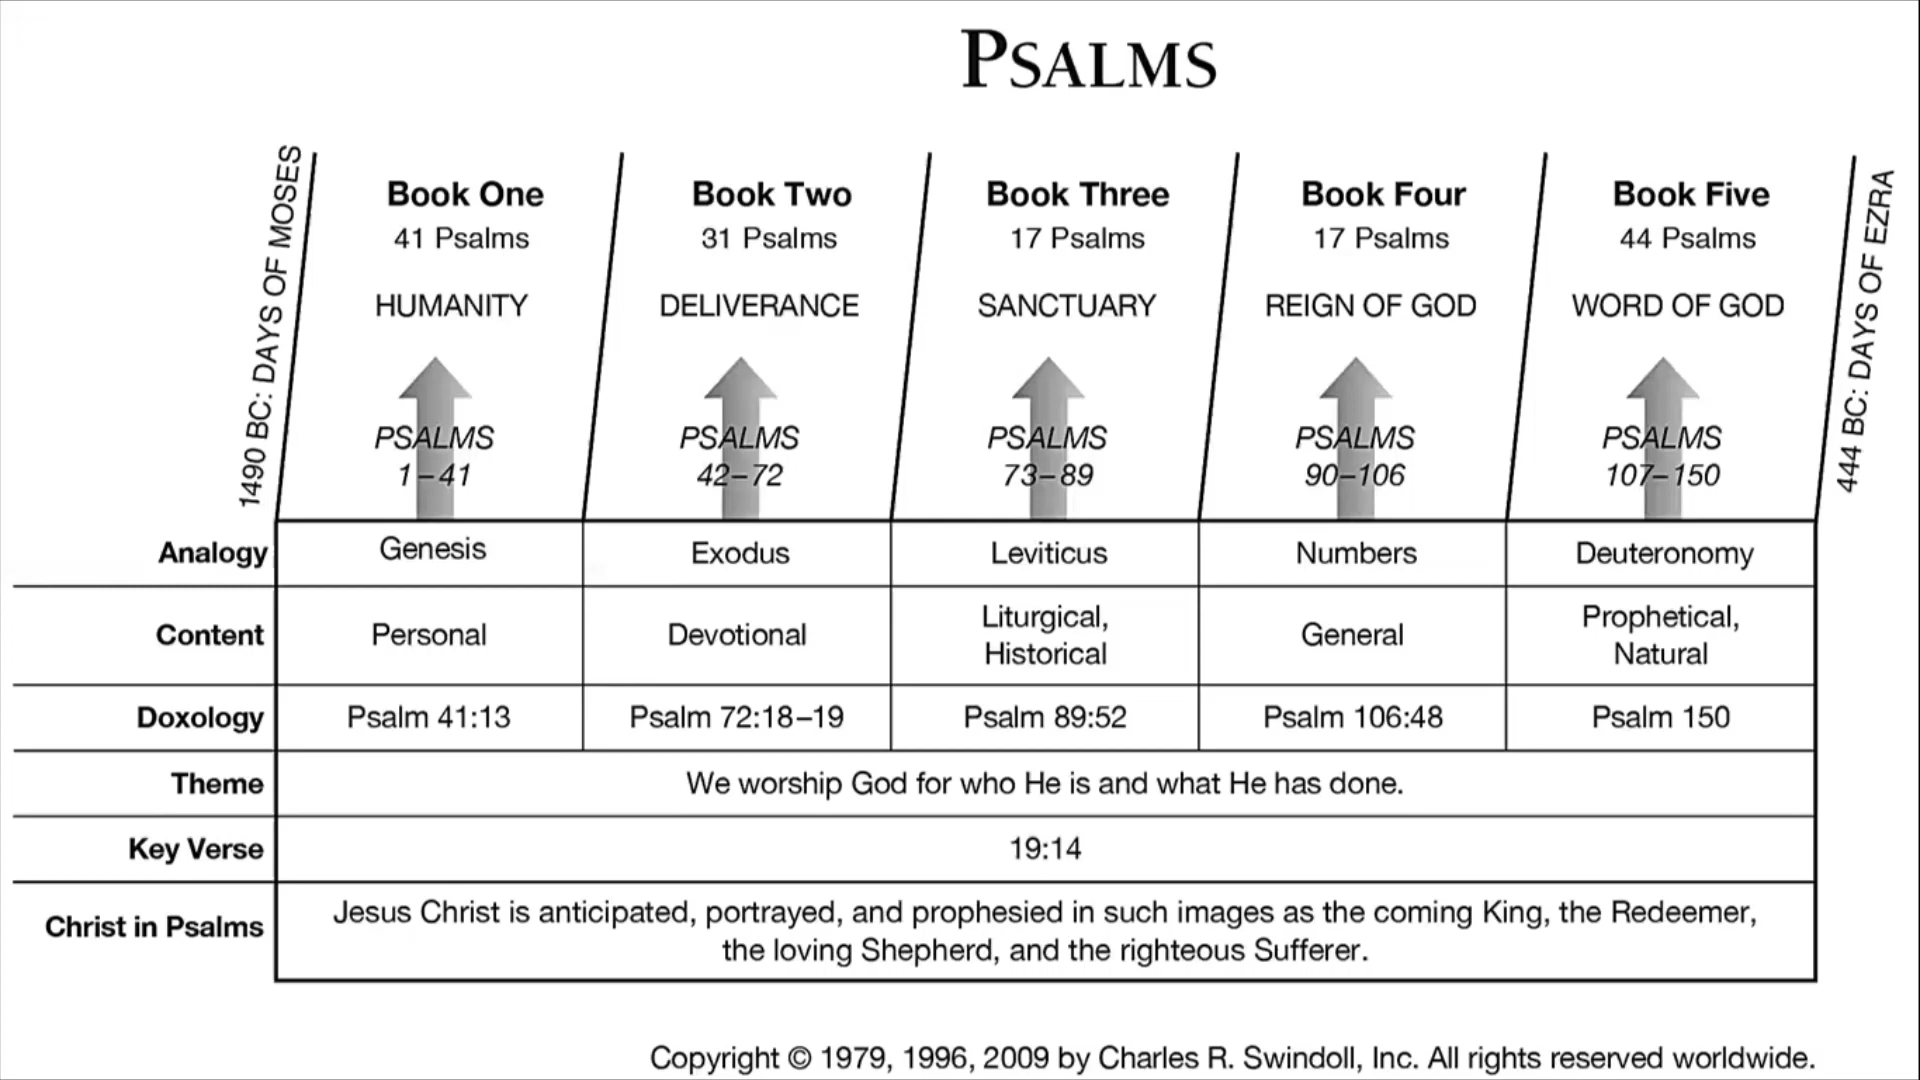 PSALMS
1490 BC: DAYS OF MOSES
Book One
41 Psalms
HUMANITY
PSALMS
1–41
Book Two
31 Psalms
DELIVERANCE
PSALMS
42–72
Book Three
17 Psalms
SANCTUARY
PSALMS
73–89
Book Four
17 Psalms
REIGN OF GOD
PSALMS
90–106
Book Five
44 Psalms
WORD OF GOD
PSALMS
107–150
444 BC: DAYS OF EZRA
Analogy Genesis Exodus Leviticus Numbers Deuteronomy
Content Personal Devotional Liturgical, Historical General Prophetical, Natural
Doxology Psalm 41:13 Psalm 72:18–19 Psalm 89:52 Psalm 106:48 Psalm 150
Theme We worship God for who He is and what He has done.
Key Verse 19:14
Christ in Psalms Jesus Christ is anticipated, portrayed, and prophesied in such images as the coming King, the Redeemer,
the loving Shepherd, and the righteous Sufferer.
Copyright © 1979, 1996, 2009 by Charles R. Swindoll, Inc. All rights reserved worldwide.